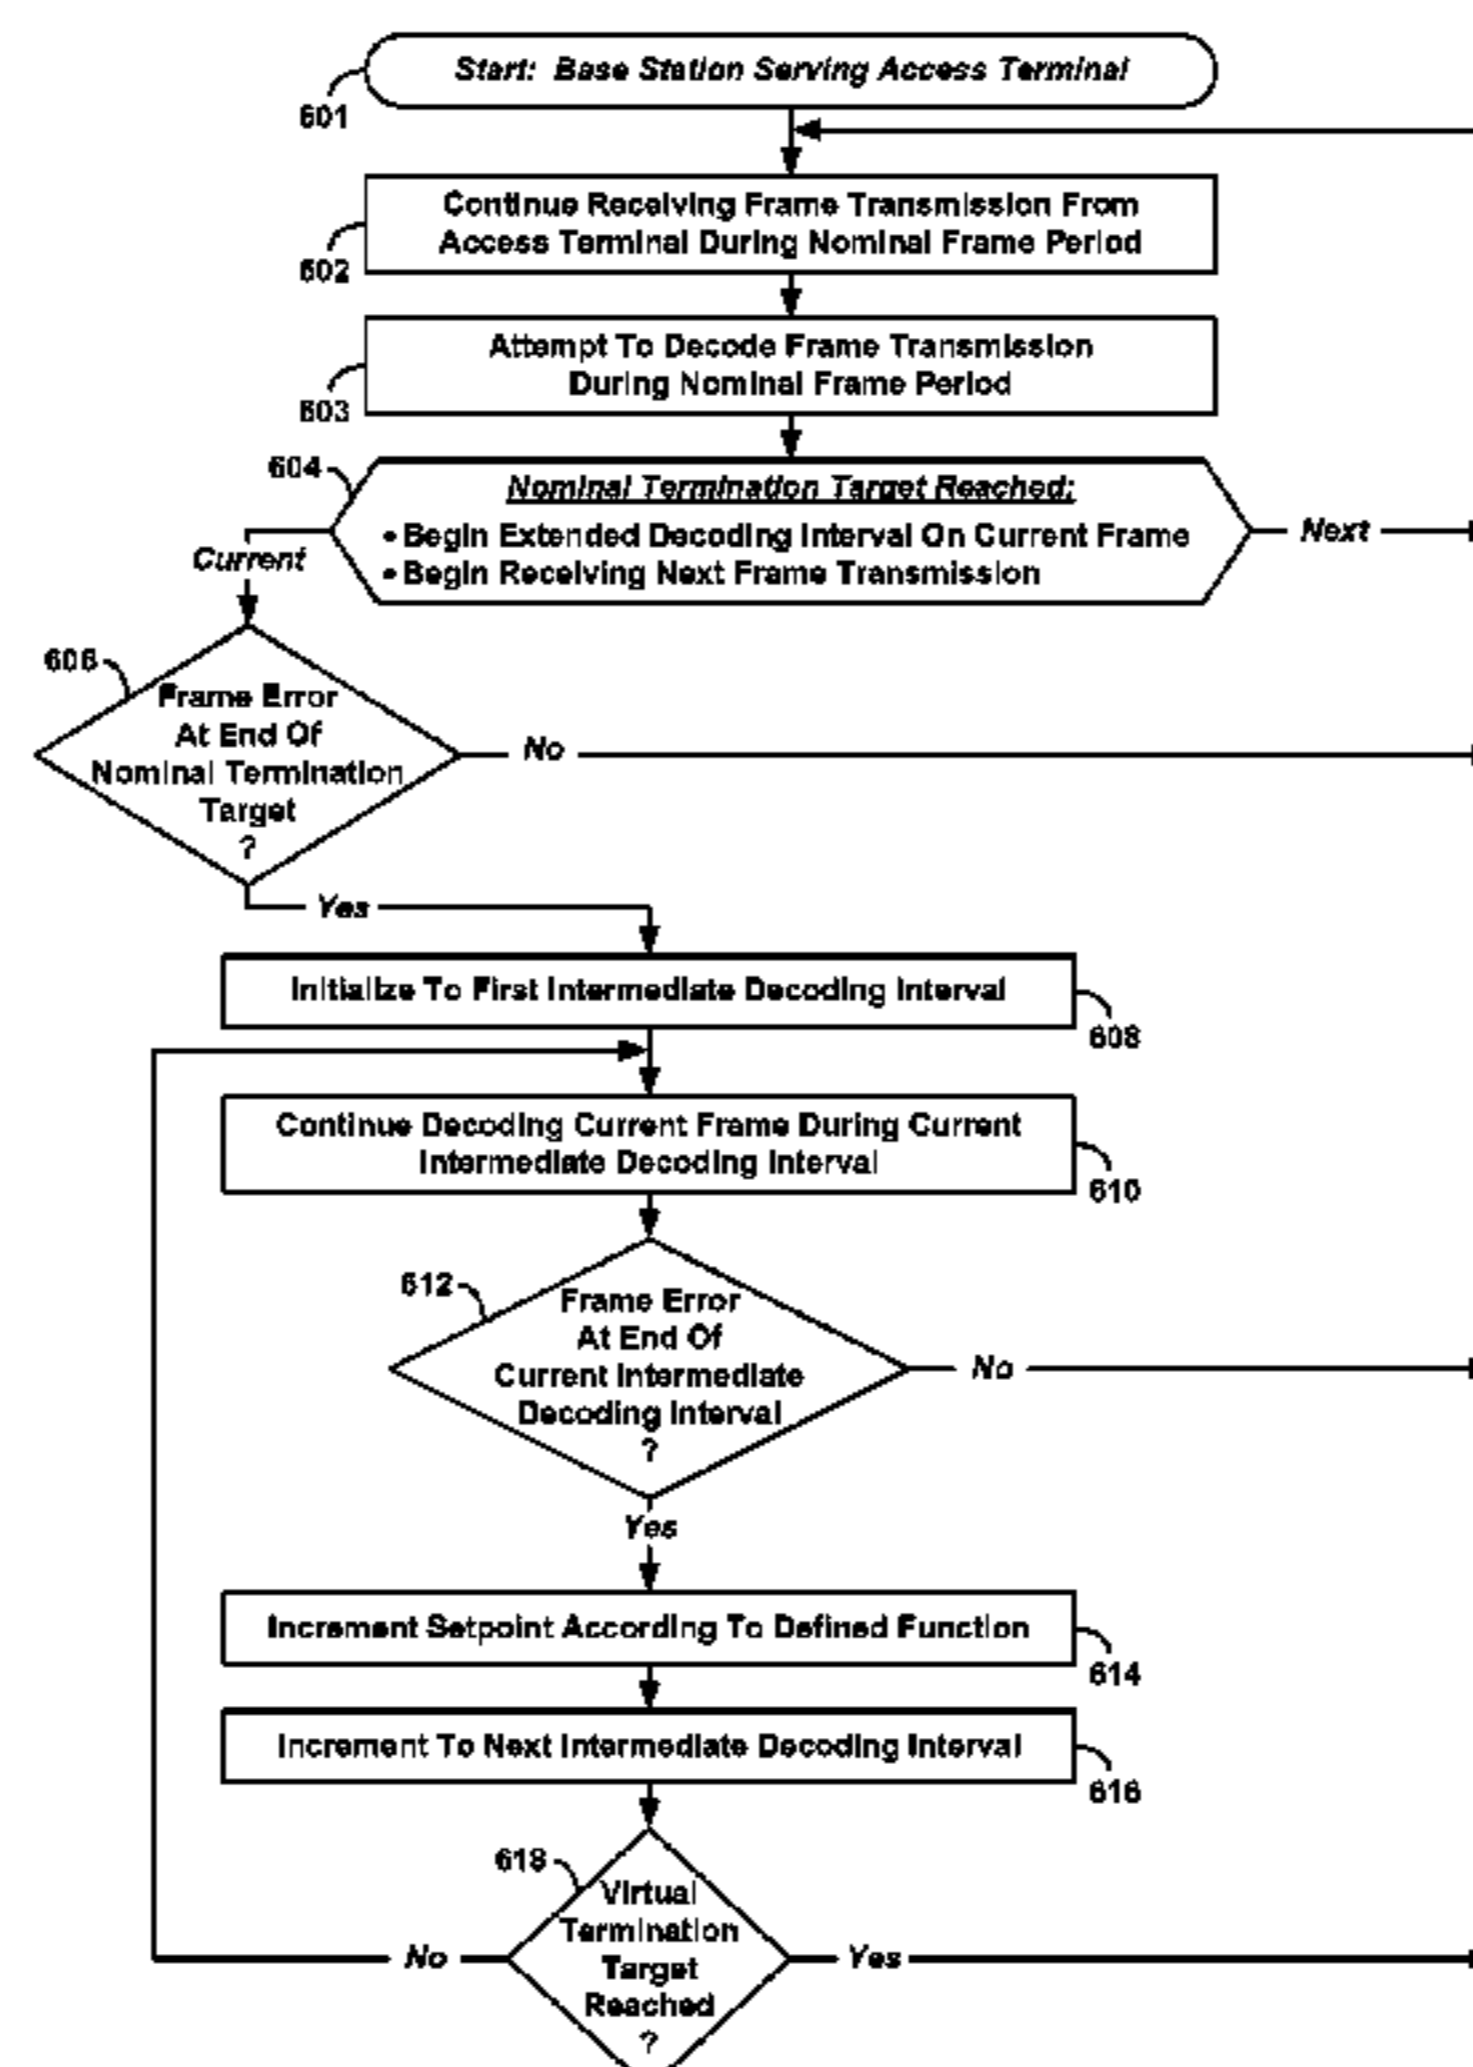 Start: Base Station Serving Access Terminal
601
Continue Receiving Frame Transmission From
Access Terminal During Nominal Frame Period
602
Attempt To Decode Frame Transmission
During Nominal Frame Period
603
604
Nominal Termination Target Reached:
• Begin Extended Decoding Interval On Current Frame
• Begin Receiving Next Frame Transmission
Next
Current
606
Frame Error
At End Of
Nominal Termination
Target
?
No
Yes
Initialize To First Intermediate Decoding Interval
608
Continue Decoding Current Frame During Current
Intermediate Decoding Interval
610
612
Frame Error
At End Of
Current Intermediate
Decoding Interval
?
No
Yes
Increment Setpoint According To Defined Function
614
Increment To Next Intermediate Decoding Interval
616
618
Virtual
Termination
Target
Reached
?
No
Yes